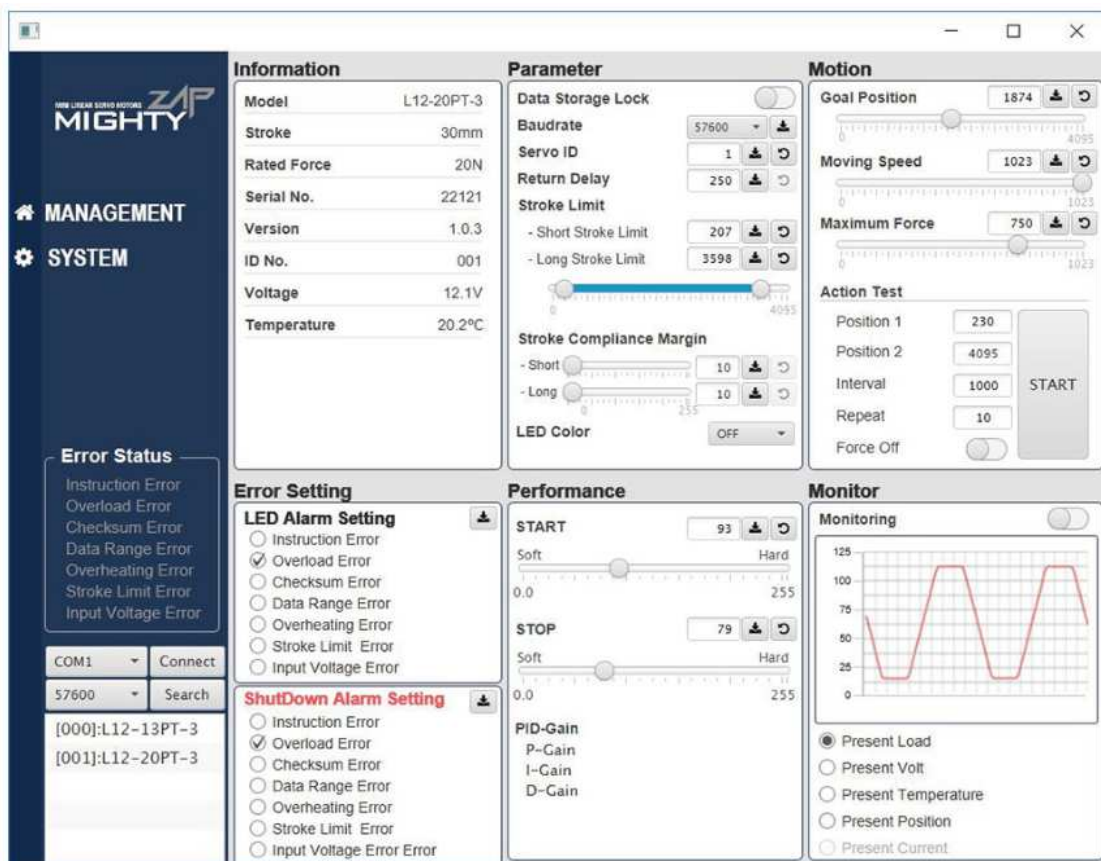 MINI LINEAR SERVO MOTORS
MIGHTY ZAP
MANAGEMENT
SYSTEM
Error Status
Instruction Error
Overload Error
Checksum Error
Data Range Error
Overheating Error
Stroke Limit Error
Input Voltage Error
COM1 Connect
57600 Search
[000]:L12-13PT-3
[001]:L12-20PT-3
Information
Model L12-20PT-3
Stroke 30mm
Rated Force 20N
Serial No. 22121
Version 1.0.3
ID No. 001
Voltage 12.1V
Temperature 20.2ºC
Parameter
Data Storage Lock
Baudrate 57600
Servo ID 1
Return Delay 250
Stroke Limit
- Short Stroke Limit 207
- Long Stroke Limit 3598
0 4095
Stroke Compliance Margin
- Short 10
- Long 10
0 255
LED Color OFF
Motion
Goal Position 1874
0 4095
Moving Speed 1023
0 1023
Maximum Force 750
0 1023
Action Test
Position 1 230
Position 2 4095
Interval 1000
Repeat 10
Force Off
START
Error Setting
LED Alarm Setting
Instruction Error
Overload Error
Checksum Error
Data Range Error
Overheating Error
Stroke Limit Error
Input Voltage Error
ShutDown Alarm Setting
Instruction Error
Overload Error
Checksum Error
Data Range Error
Overheating Error
Stroke Limit Error
Input Voltage Error Error
Performance
START 93
Soft Hard
0.0 255
STOP 79
Soft Hard
0.0 255
PID-Gain
P-Gain
I-Gain
D-Gain
Monitor
Monitoring
125
100
75
50
25
0
Present Load
Present Volt
Present Temperature
Present Position
Present Current